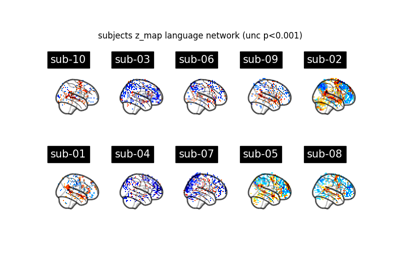 subjects z_map language network (unc p<0.001)
sub-10 sub-03 sub-06 sub-09 sub-02
sub-01 sub-04 sub-07 sub-05 sub-08